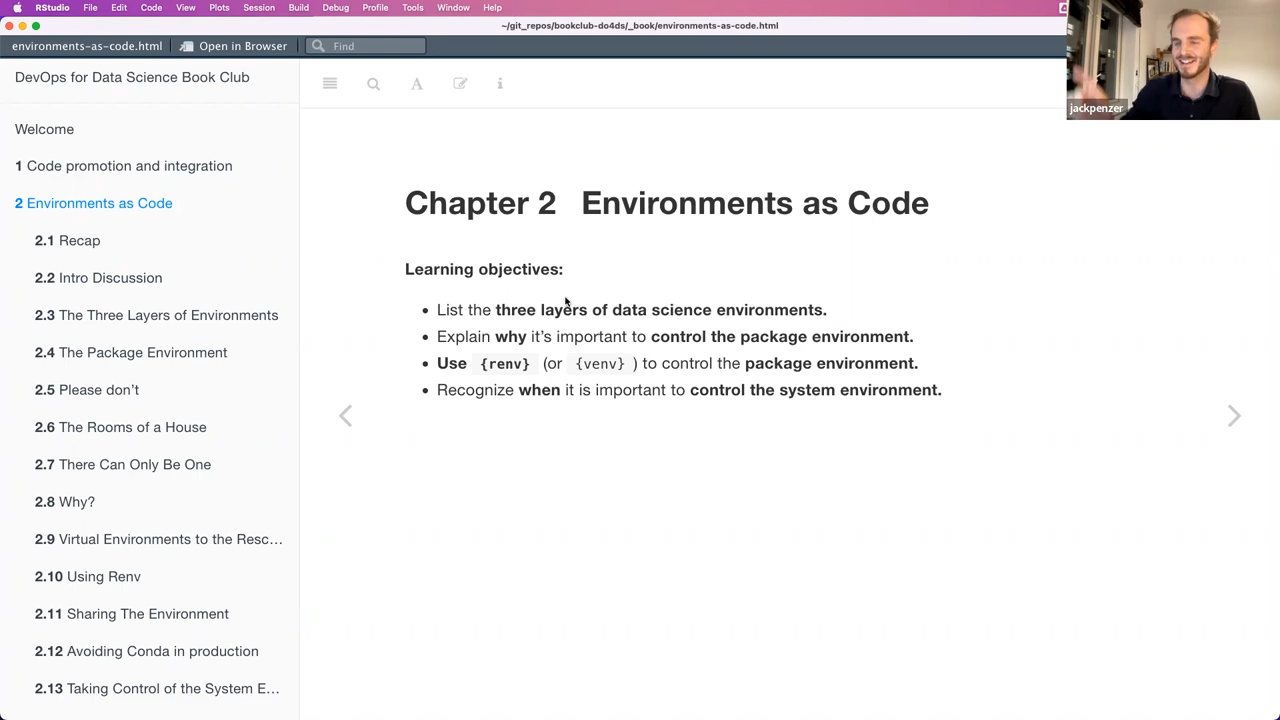 RStudio File Edit Code View Plots Session Build Debug Profile Tools Window Help
~/git_repos/bookclub-do4ds/_book/environments-as-code.html
environments-as-code.html Open in Browser Find
jackpenzer
DevOps for Data Science Book Club
Welcome
1 Code promotion and integration
2 Environments as Code
2.1 Recap
2.2 Intro Discussion
2.3 The Three Layers of Environments
2.4 The Package Environment
2.5 Please don't
2.6 The Rooms of a House
2.7 There Can Only Be One
2.8 Why?
2.9 Virtual Environments to the Resc…
2.10 Using Renv
2.11 Sharing The Environment
2.12 Avoiding Conda in production
2.13 Taking Control of the System E…
Chapter 2 Environments as Code
Learning objectives:
• List the three layers of data science environments.
• Explain why it's important to control the package environment.
• Use {renv} (or {venv} ) to control the package environment.
• Recognize when it is important to control the system environment.